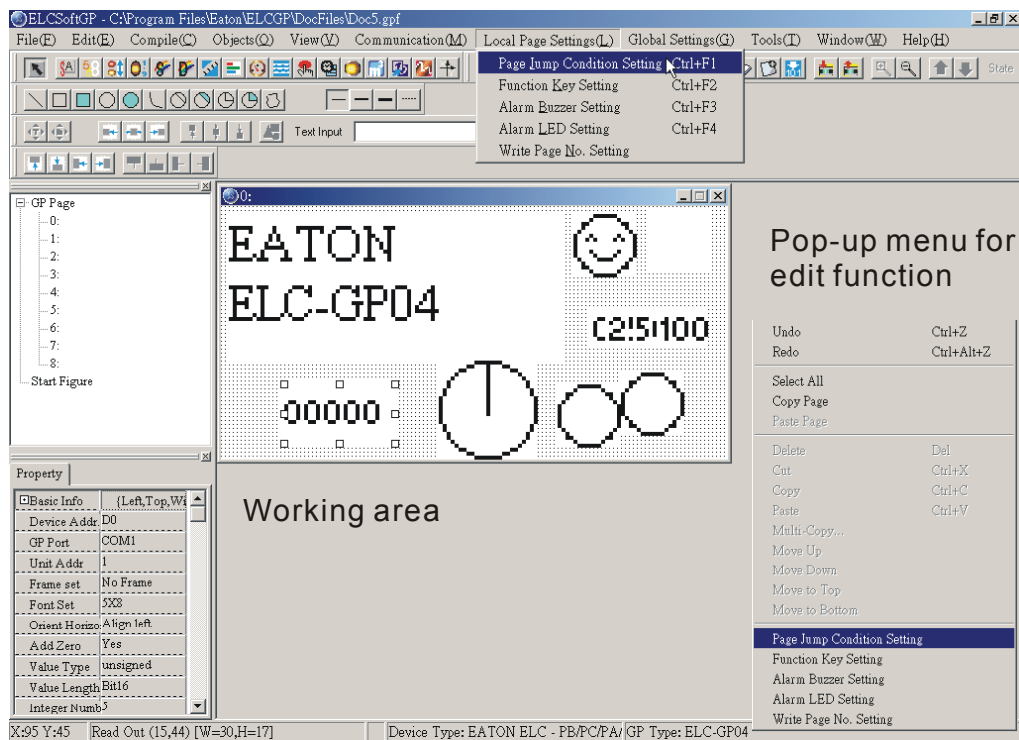 ELCSoftGP - C:\Program Files\Eaton\ELCGP\DocFiles\Doc5.gpf
File(F) Edit(E) Compile(C) Objects(O) View(V) Communication(M) Local Page Settings(L) Global Settings(G) Tools(T) Window(W) Help(H)
Page Jump Condition Setting Ctrl+F1
Function Key Setting Ctrl+F2
Alarm Buzzer Setting Ctrl+F3
Alarm LED Setting Ctrl+F4
Write Page No. Setting
State
Text Input
GP Page
0:
1:
2:
3:
4:
5:
6:
7:
8:
Start Figure
0:
EATON
ELC-GP04
00000
Pop-up menu for
edit function
Working area
Undo Ctrl+Z
Redo Ctrl+Alt+Z
Select All
Copy Page
Paste Page
Delete Del
Cut Ctrl+X
Copy Ctrl+C
Paste Ctrl+V
Multi-Copy...
Move Up
Move Down
Move to Top
Move to Bottom
Page Jump Condition Setting
Function Key Setting
Alarm Buzzer Setting
Alarm LED Setting
Write Page No. Setting
Property
Basic Info {Left,Top,Wi
Device Addr. D0
GP Port COM1
Unit Addr 1
Frame set No Frame
Font Set 5X8
Orient Horizo Align left
Add Zero Yes
Value Type unsigned
Value Length Bit16
Integer Numb 5
X:95 Y:45 Read Out (15,44) [W=30,H=17] Device Type: EATON ELC - PB/PC/PA/ GP Type: ELC-GP04